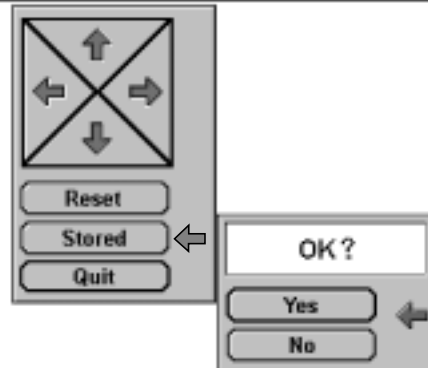 Reset
Stored
Quit
OK?
Yes
No